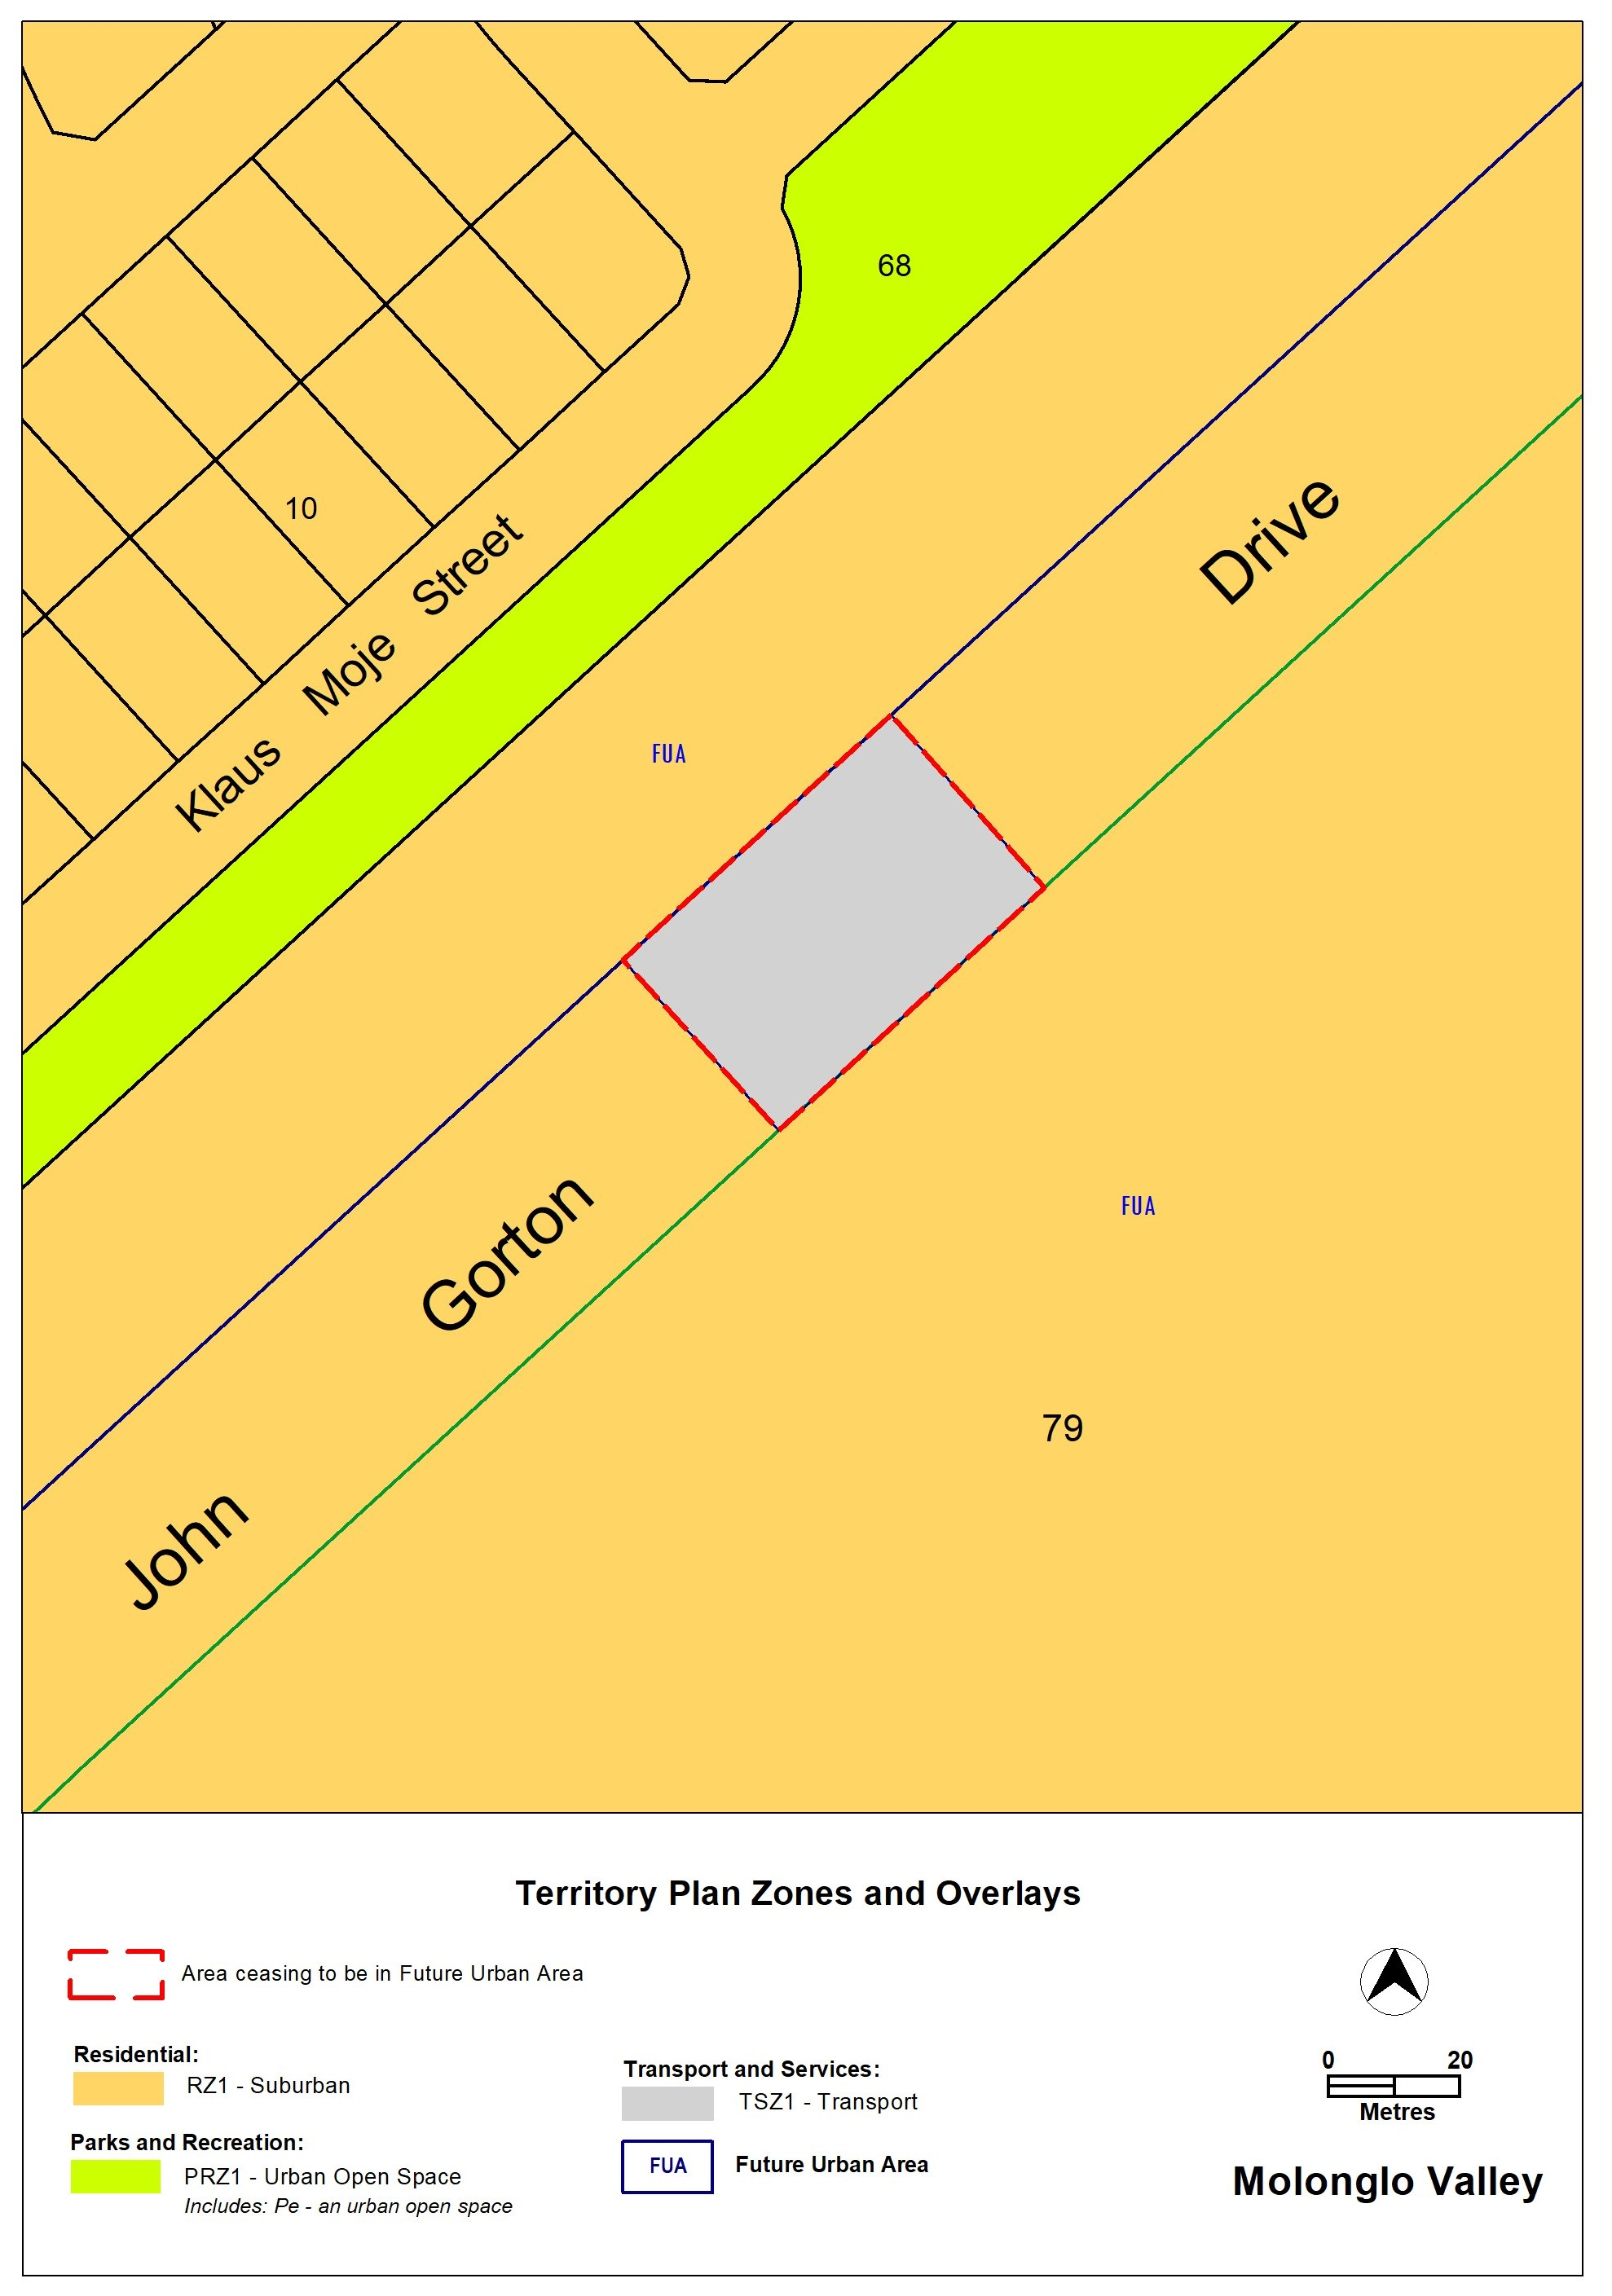 68
Drive
10
Klaus Moje Street
FUA
FUA
Gorton
79
John
Territory Plan Zones and Overlays
Area ceasing to be in Future Urban Area
Residential:
RZ1 - Suburban
Parks and Recreation:
PRZ1 - Urban Open Space
Includes: Pe - an urban open space
Transport and Services:
TSZ1 - Transport
FUA Future Urban Area
0 20
Metres
Molonglo Valley